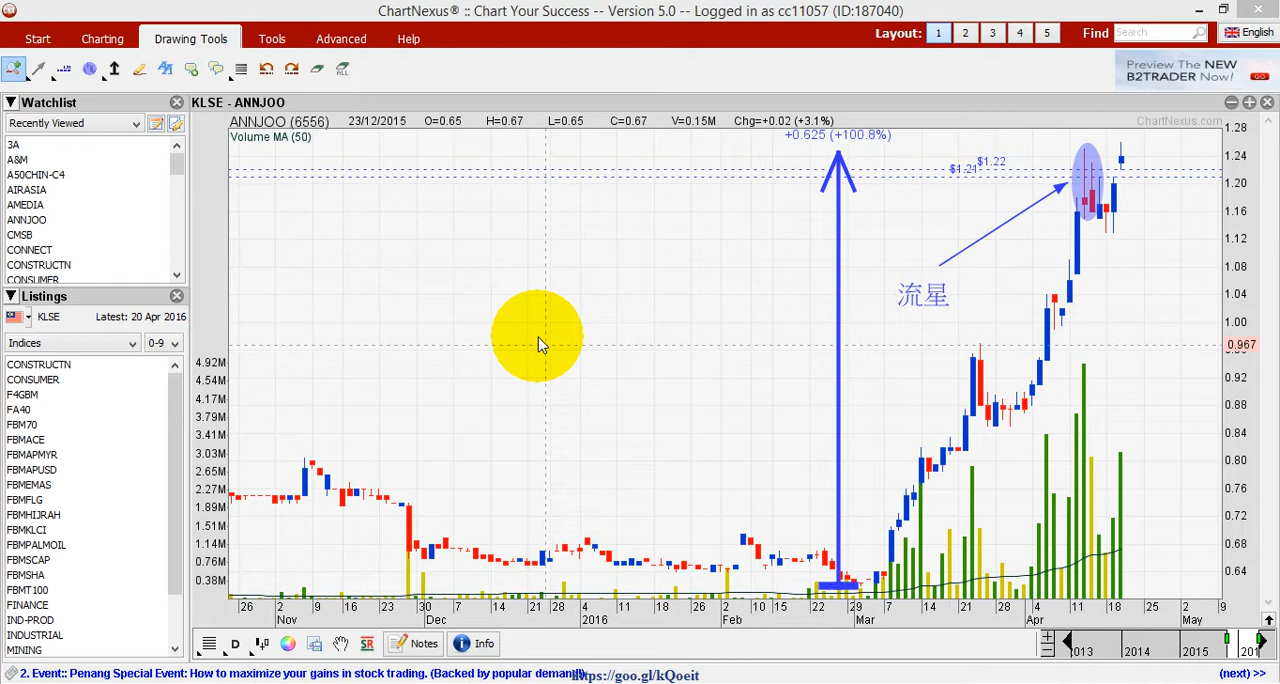 ChartNexus® :: Chart Your Success -- Version 5.0 -- Logged in as cc11057 (ID:187040)
Start Charting Drawing Tools Tools Advanced Help Layout: 1 2 3 4 5 Find Search English
ALL
Preview The NEW
B2TRADER Now! GO
Watchlist
Recently Viewed
3A
A&M
A50CHIN-C4
AIRASIA
AMEDIA
ANNJOO
CMSB
CONNECT
CONSTRUCTN
CONSUMER
Listings
KLSE Latest: 20 Apr 2016
Indices 0-9
CONSTRUCTN
CONSUMER
F4GBM
FA40
FBM70
FBMACE
FBMAPMYR
FBMAPUSD
FBMEMAS
FBMFLG
FBMHIJRAH
FBMKLCI
FBMPALMOIL
FBMSCAP
FBMSHA
FBMT100
FINANCE
IND-PROD
INDUSTRIAL
MINING
KLSE - ANNJOO
ANNJOO (6556) 23/12/2015 O=0.65 H=0.67 L=0.65 C=0.67 V=0.15M Chg=+0.02 (+3.1%) ChartNexus.com
Volume MA (50)
+0.625 (+100.8%)
$1.21 $1.22
流星
1.28
1.24
1.20
1.16
1.12
1.08
1.04
1.00
0.967
0.92
0.88
0.84
0.80
0.76
0.72
0.68
0.64
4.92M
4.54M
4.17M
3.79M
3.41M
3.03M
2.65M
2.27M
1.89M
1.51M
1.14M
0.76M
0.38M
26 2 9 16 23 30 7 14 21 28 4 11 18 26 2 10 15 22 29 7 14 21 28 4 11 18 25 2 9
Nov Dec 2016 Feb Mar Apr May
D SR Notes Info
2013 2014 2015 201
2. Event:: Penang Special Event: How to maximize your gains in stock trading. (Backed by popular demand!) (next) >>
https://goo.gl/kQoeit